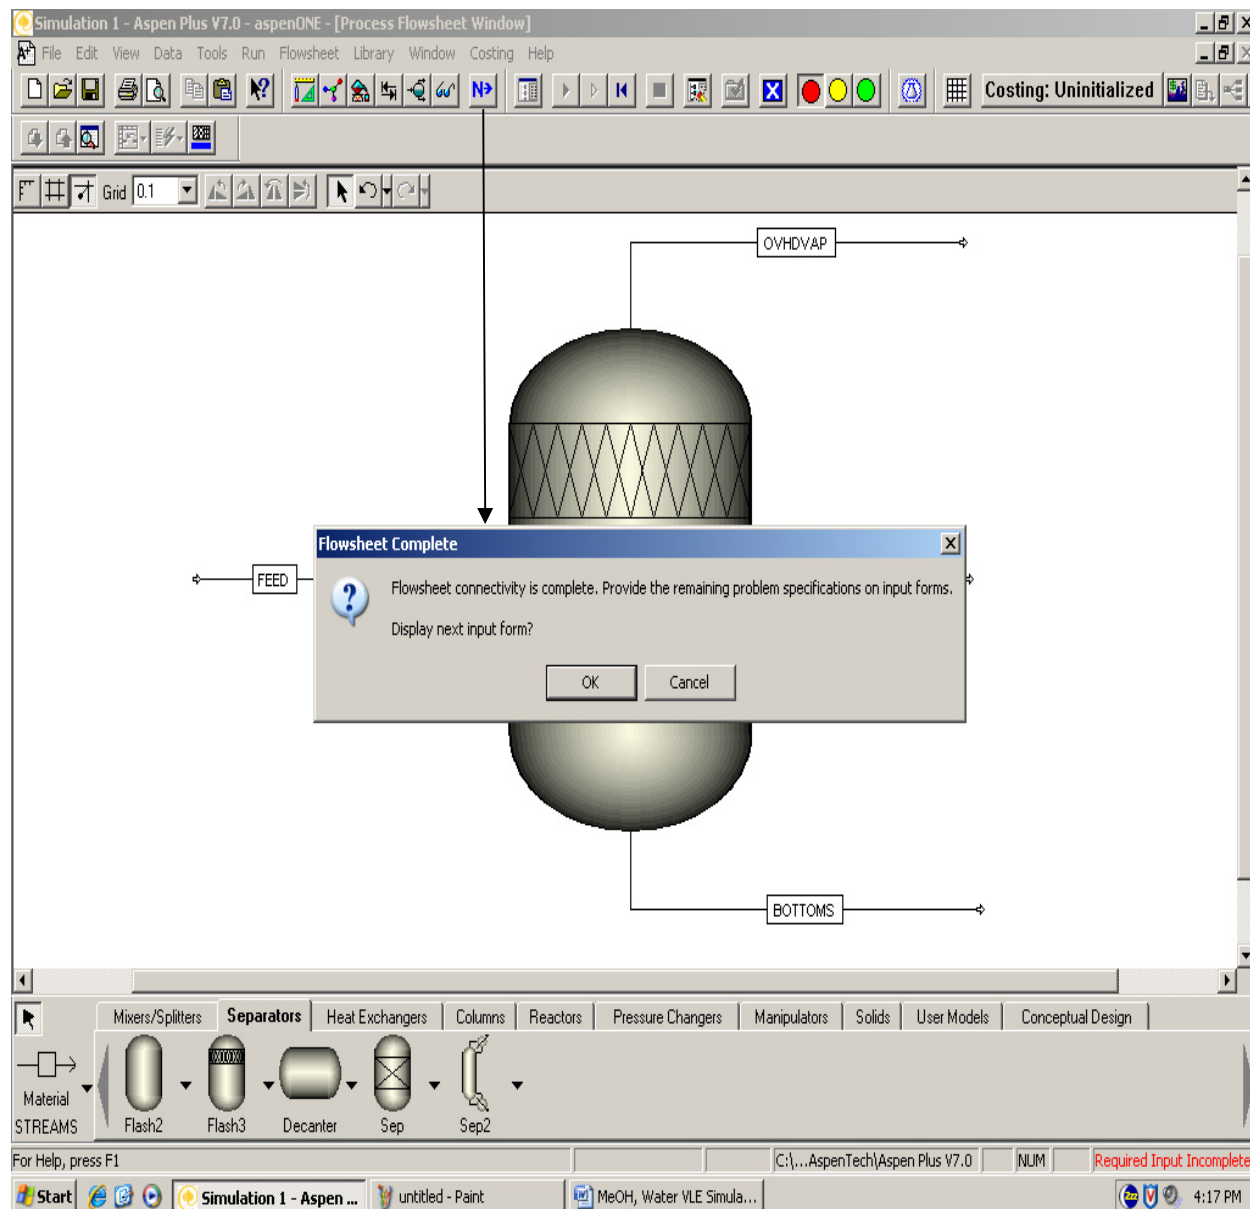 Simulation 1 - Aspen Plus V7.0 - aspenONE - [Process Flowsheet Window]
File Edit View Data Tools Run Flowsheet Library Window Costing Help
N
Costing: Uninitialized
Grid 0.1
OVHDVAP
Flowsheet Complete
FEED
Flowsheet connectivity is complete. Provide the remaining problem specifications on input forms.
Display next input form?
OK Cancel
BOTTOMS
Mixers/Splitters Separators Heat Exchangers Columns Reactors Pressure Changers Manipulators Solids User Models Conceptual Design
Material
STREAMS Flash2 Flash3 Decanter Sep Sep2
For Help, press F1 C:\...AspenTech\Aspen Plus V7.0 NUM Required Input Incomplete
Start Simulation 1 - Aspen ... untitled - Paint MeOH, Water VLE Simula... 4:17 PM